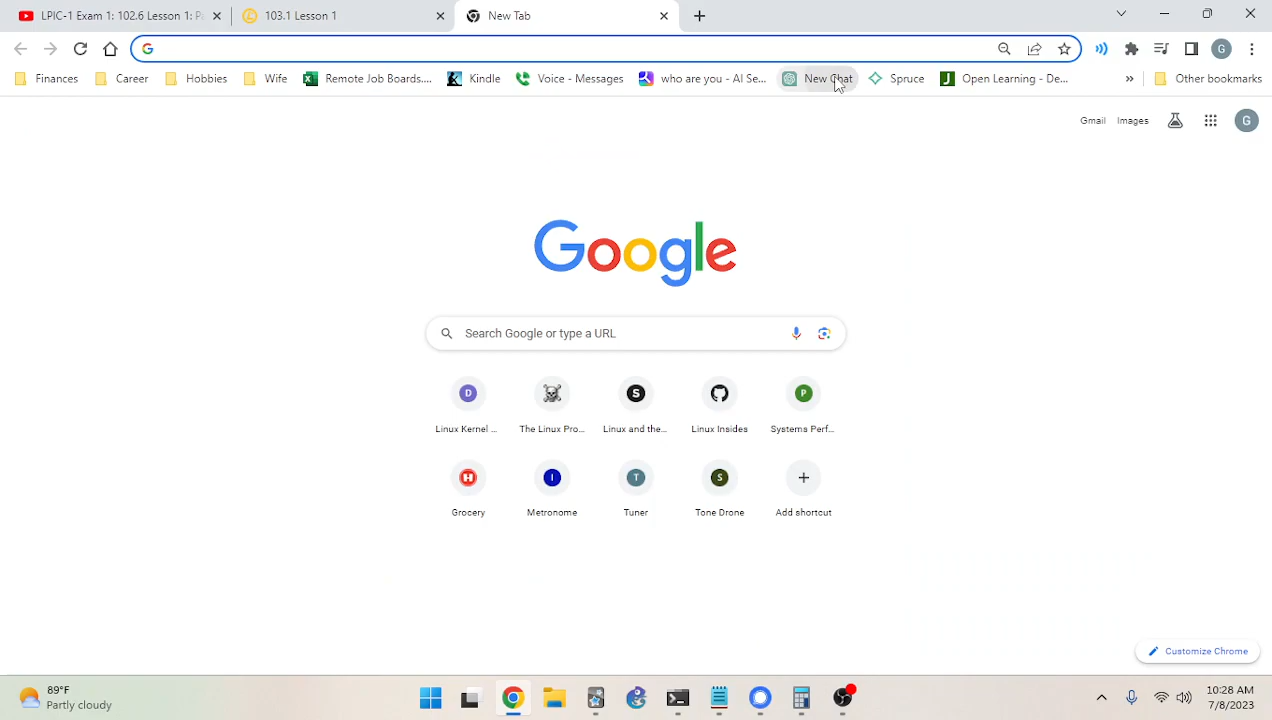 LPIC-1 Exam 1: 102.6 Lesson 1: Pa
103.1 Lesson 1
New Tab
G
Finances
Career
Hobbies
Wife
Remote Job Boards....
Kindle
Voice - Messages
who are you - AI Se...
New Chat
Spruce
J
Open Learning - De...
»
Other bookmarks
Gmail
Images
G
Google
Search Google or type a URL
D
S
P
Linux Kernel ...
The Linux Pro...
Linux and the...
Linux Insides
Systems Perf...
H
I
T
S
Grocery
Metronome
Tuner
Tone Drone
Add shortcut
Customize Chrome
89°F
Partly cloudy
10:28 AM
7/8/2023